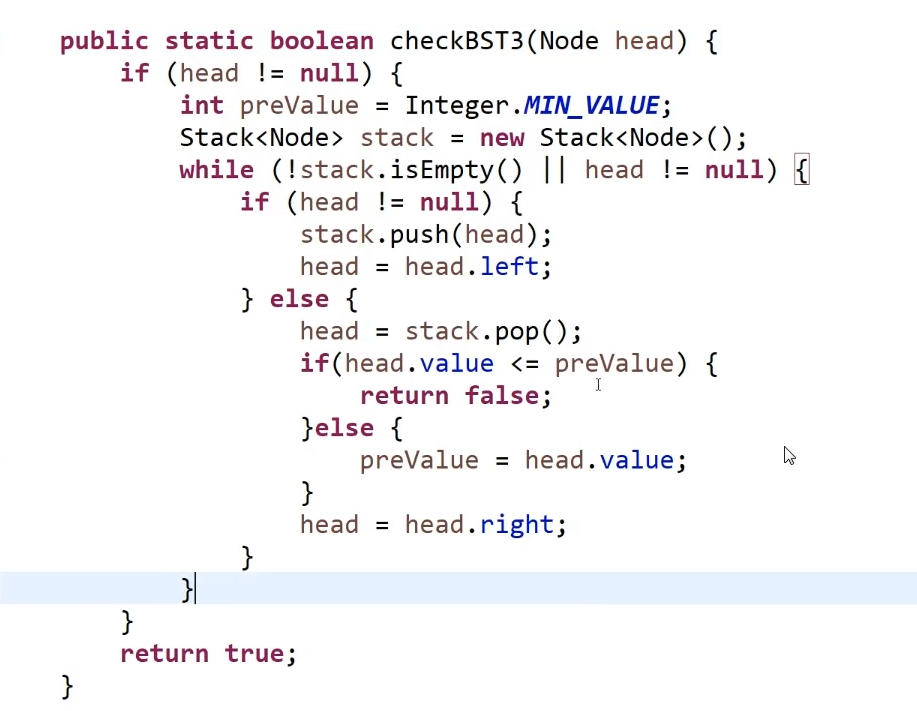 public static boolean checkBST3(Node head) {
    if (head != null) {
        int preValue = Integer.MIN_VALUE;
        Stack<Node> stack = new Stack<Node>();
        while (!stack.isEmpty() || head != null) {
            if (head != null) {
                stack.push(head);
                head = head.left;
            } else {
                head = stack.pop();
                if(head.value <= preValue) {
                    return false;
                }else {
                    preValue = head.value;
                }
                head = head.right;
            }
        }
    }
    return true;
}